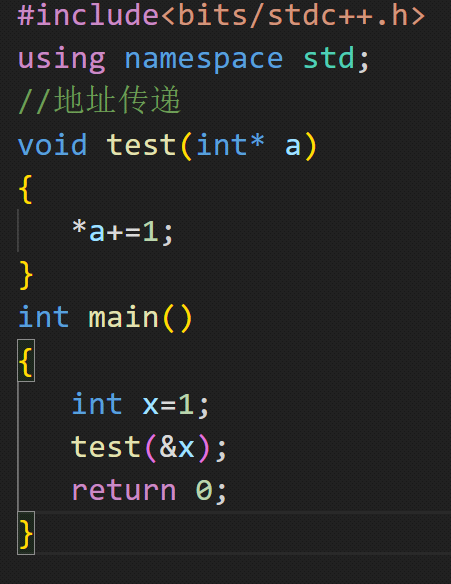 #include<bits/stdc++.h>
using namespace std;
//地址传递
void test(int* a)
{
    *a+=1;
}
int main()
{
    int x=1;
    test(&x);
    return 0;
}